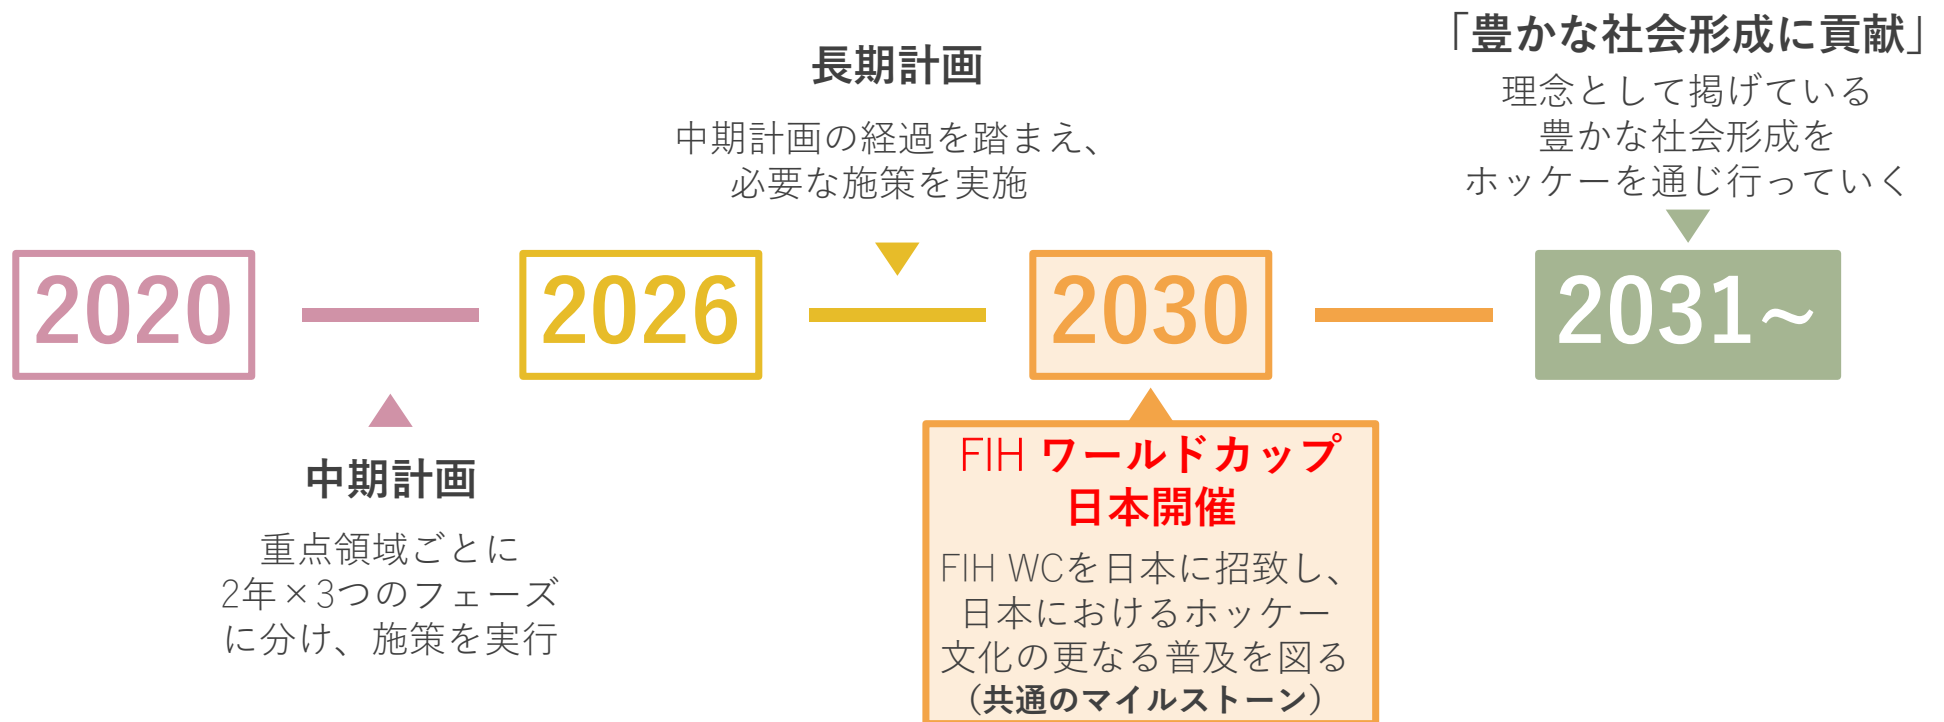 「豊かな社会形成に貢献」
理念として掲げている
豊かな社会形成を
ホッケーを通じ行っていく
長期計画
中期計画の経過を踏まえ、
必要な施策を実施
2020
2026
2030
2031～
中期計画
重点領域ごとに
2年×3つのフェーズ
に分け、施策を実行
FIH ワールドカップ
日本開催
FIH WCを日本に招致し、
日本におけるホッケー
文化の更なる普及を図る
（共通のマイルストーン）